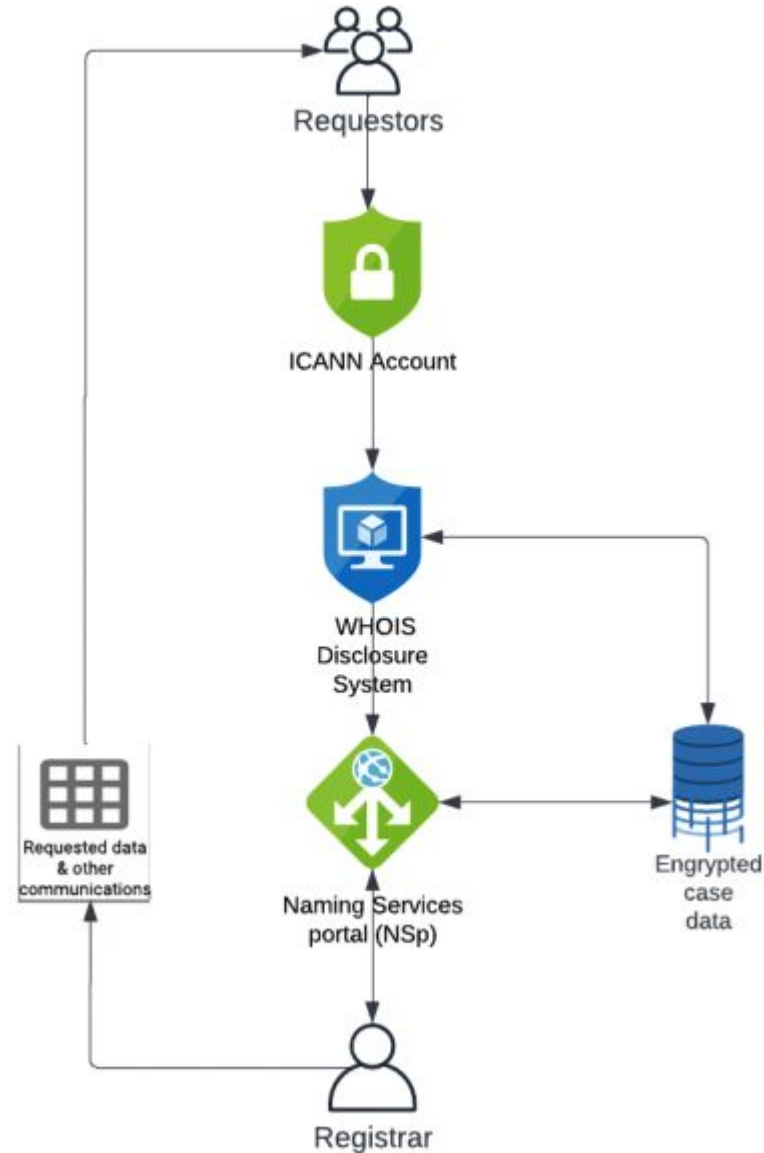 Requestors
ICANN Account
WHOIS
Disclosure
System
Requested data
& other
communications
Naming Services
portal (NSp)
Engrypted
case
data
Registrar